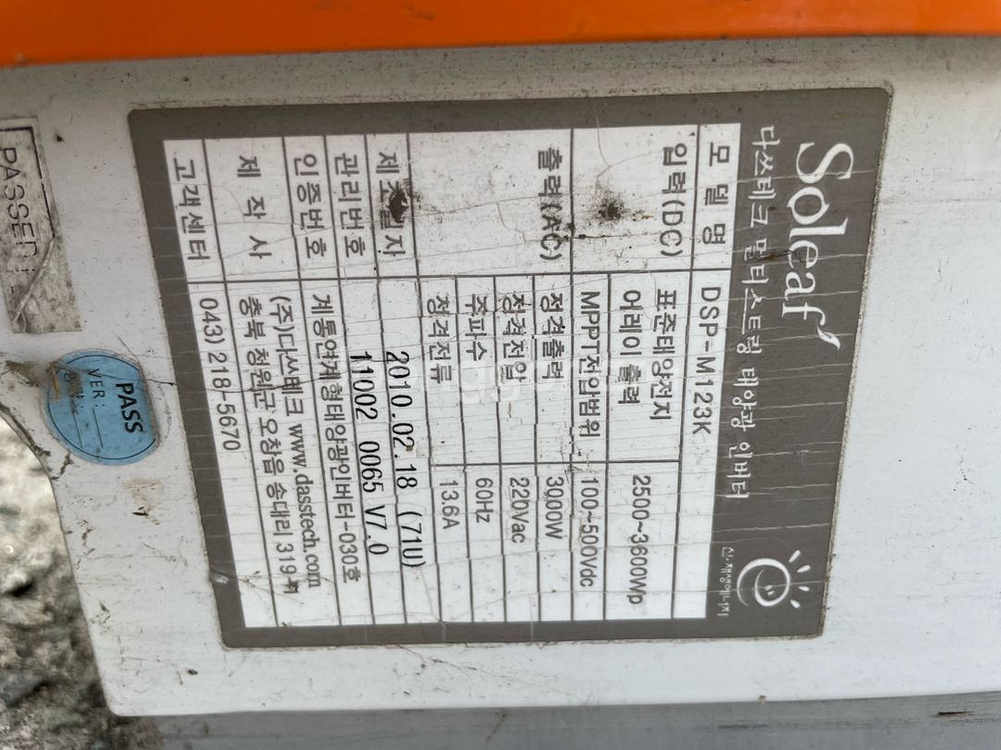 Soleaf
다쓰테크 멀티스트링 태양광 인버터
신·재생에너지
모델명 DSP-M123K
입력(DC) 표준태양전지 어레이 출력 2500~3600Wp
MPPT전압범위 100~500Vdc
출력(AC) 정격출력 3000W
정격전압 220Vac
주파수 60Hz
정격전류 13.6A
제조일자 2010.02.18 (71U)
관리번호 11002 0065 V7.0
인증번호 계통연계형태양광인버터-030호
제작사 (주)다쓰테크 www.dasstech.com
충북 청원군 오창읍 송대리 319-
고객센터 043) 218-5670
PASS
VER:
PASSED